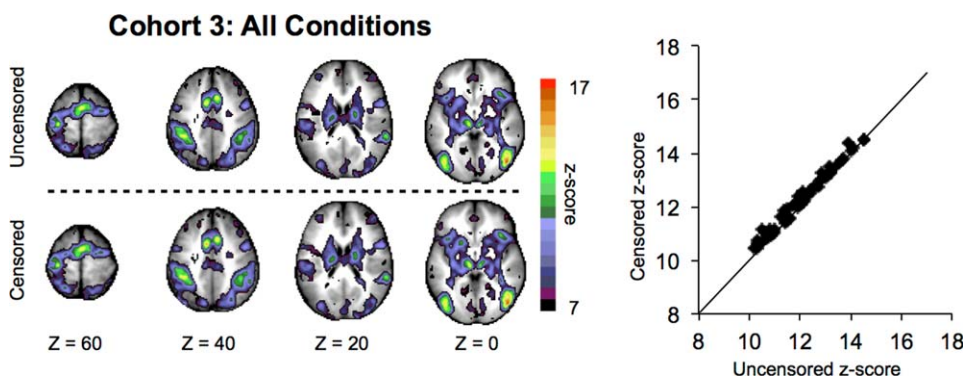 Cohort 3: All Conditions
Uncensored
Censored
Z = 60
Z = 40
Z = 20
Z = 0
17
z-score
7
Censored z-score
18
16
14
12
10
8
8
10
12
14
16
18
Uncensored z-score